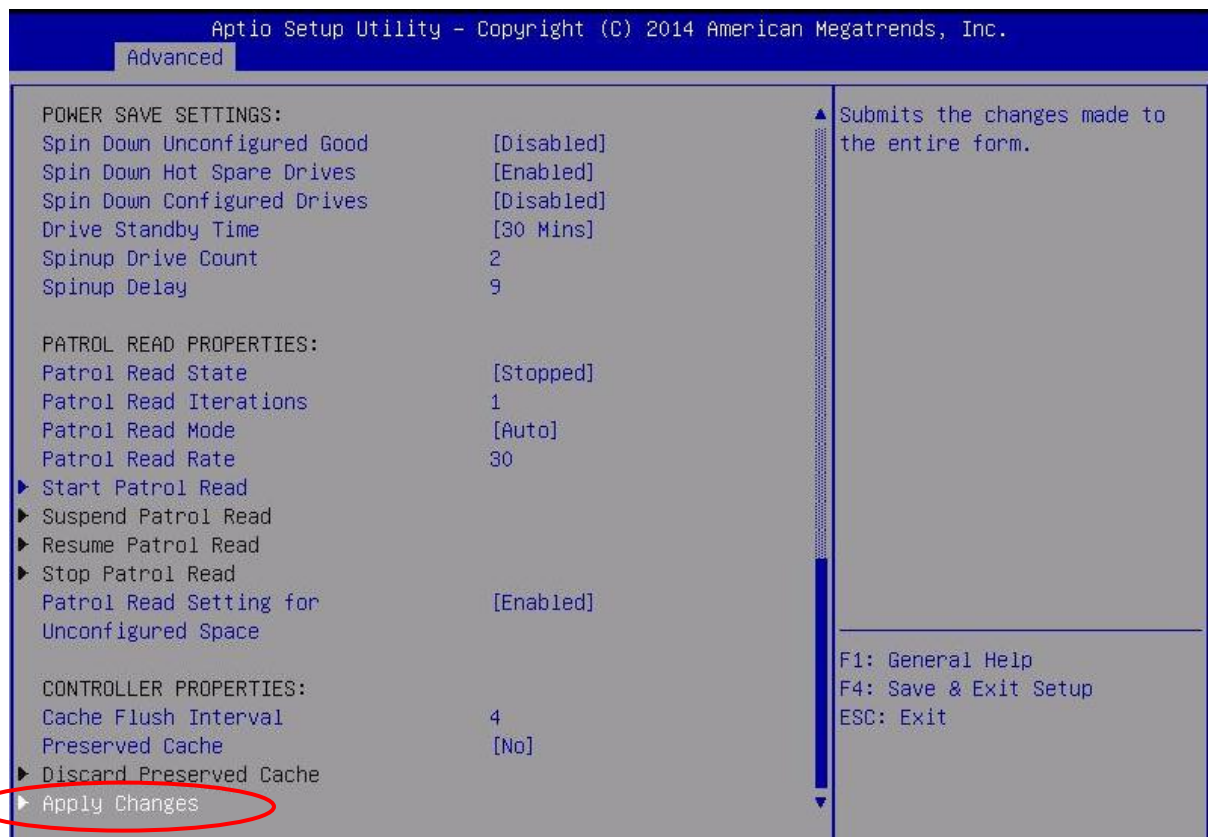 Aptio Setup Utility – Copyright (C) 2014 American Megatrends, Inc.
Advanced
POWER SAVE SETTINGS:
Spin Down Unconfigured Good [Disabled]
Spin Down Hot Spare Drives [Enabled]
Spin Down Configured Drives [Disabled]
Drive Standby Time [30 Mins]
Spinup Drive Count 2
Spinup Delay 9
PATROL READ PROPERTIES:
Patrol Read State [Stopped]
Patrol Read Iterations 1
Patrol Read Mode [Auto]
Patrol Read Rate 30
Start Patrol Read
Suspend Patrol Read
Resume Patrol Read
Stop Patrol Read
Patrol Read Setting for [Enabled]
Unconfigured Space
CONTROLLER PROPERTIES:
Cache Flush Interval 4
Preserved Cache [No]
Discard Preserved Cache
Apply Changes
Submits the changes made to
the entire form.
F1: General Help
F4: Save & Exit Setup
ESC: Exit